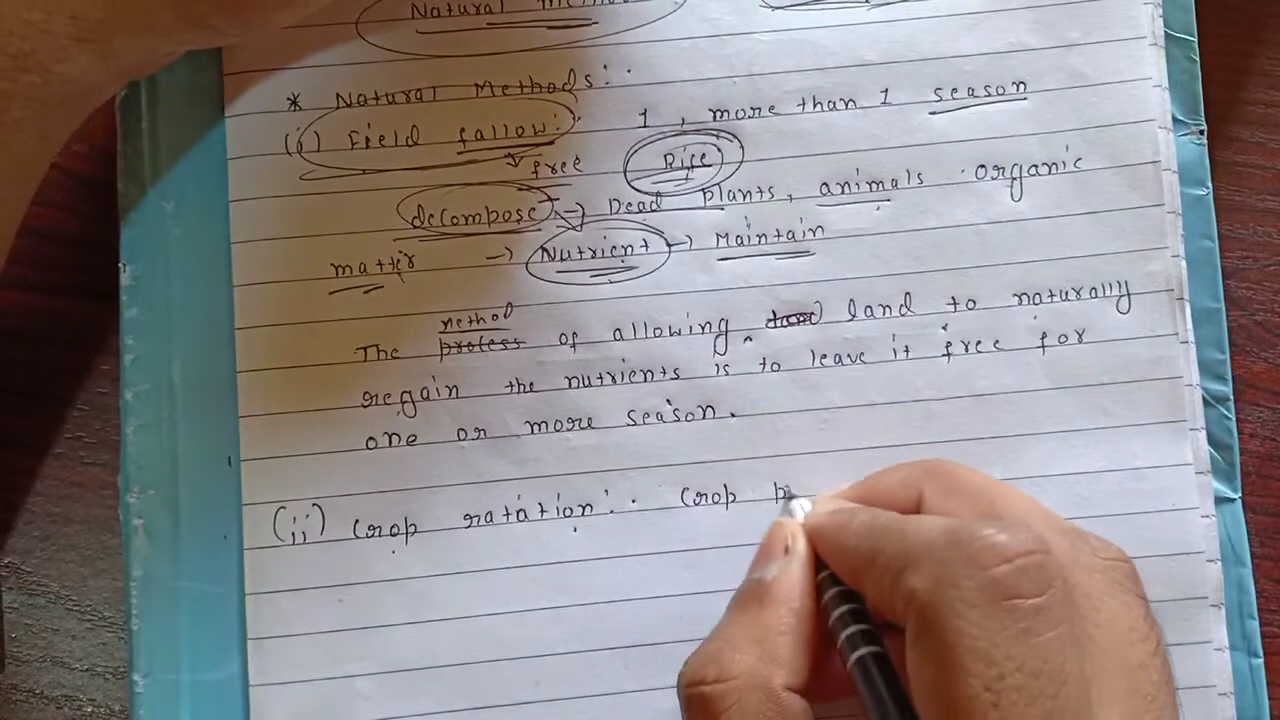 Natural
* Natural Methods:
(i) Field fallow: 1, more than 1 season
free Rice
decompose → Dead Plants, animals organic
matter → Nutrient → Maintain
method
The process of allowing land to naturally
regain the nutrients is to leave it free for
one or more season.
(ii) Crop ratation: Crop